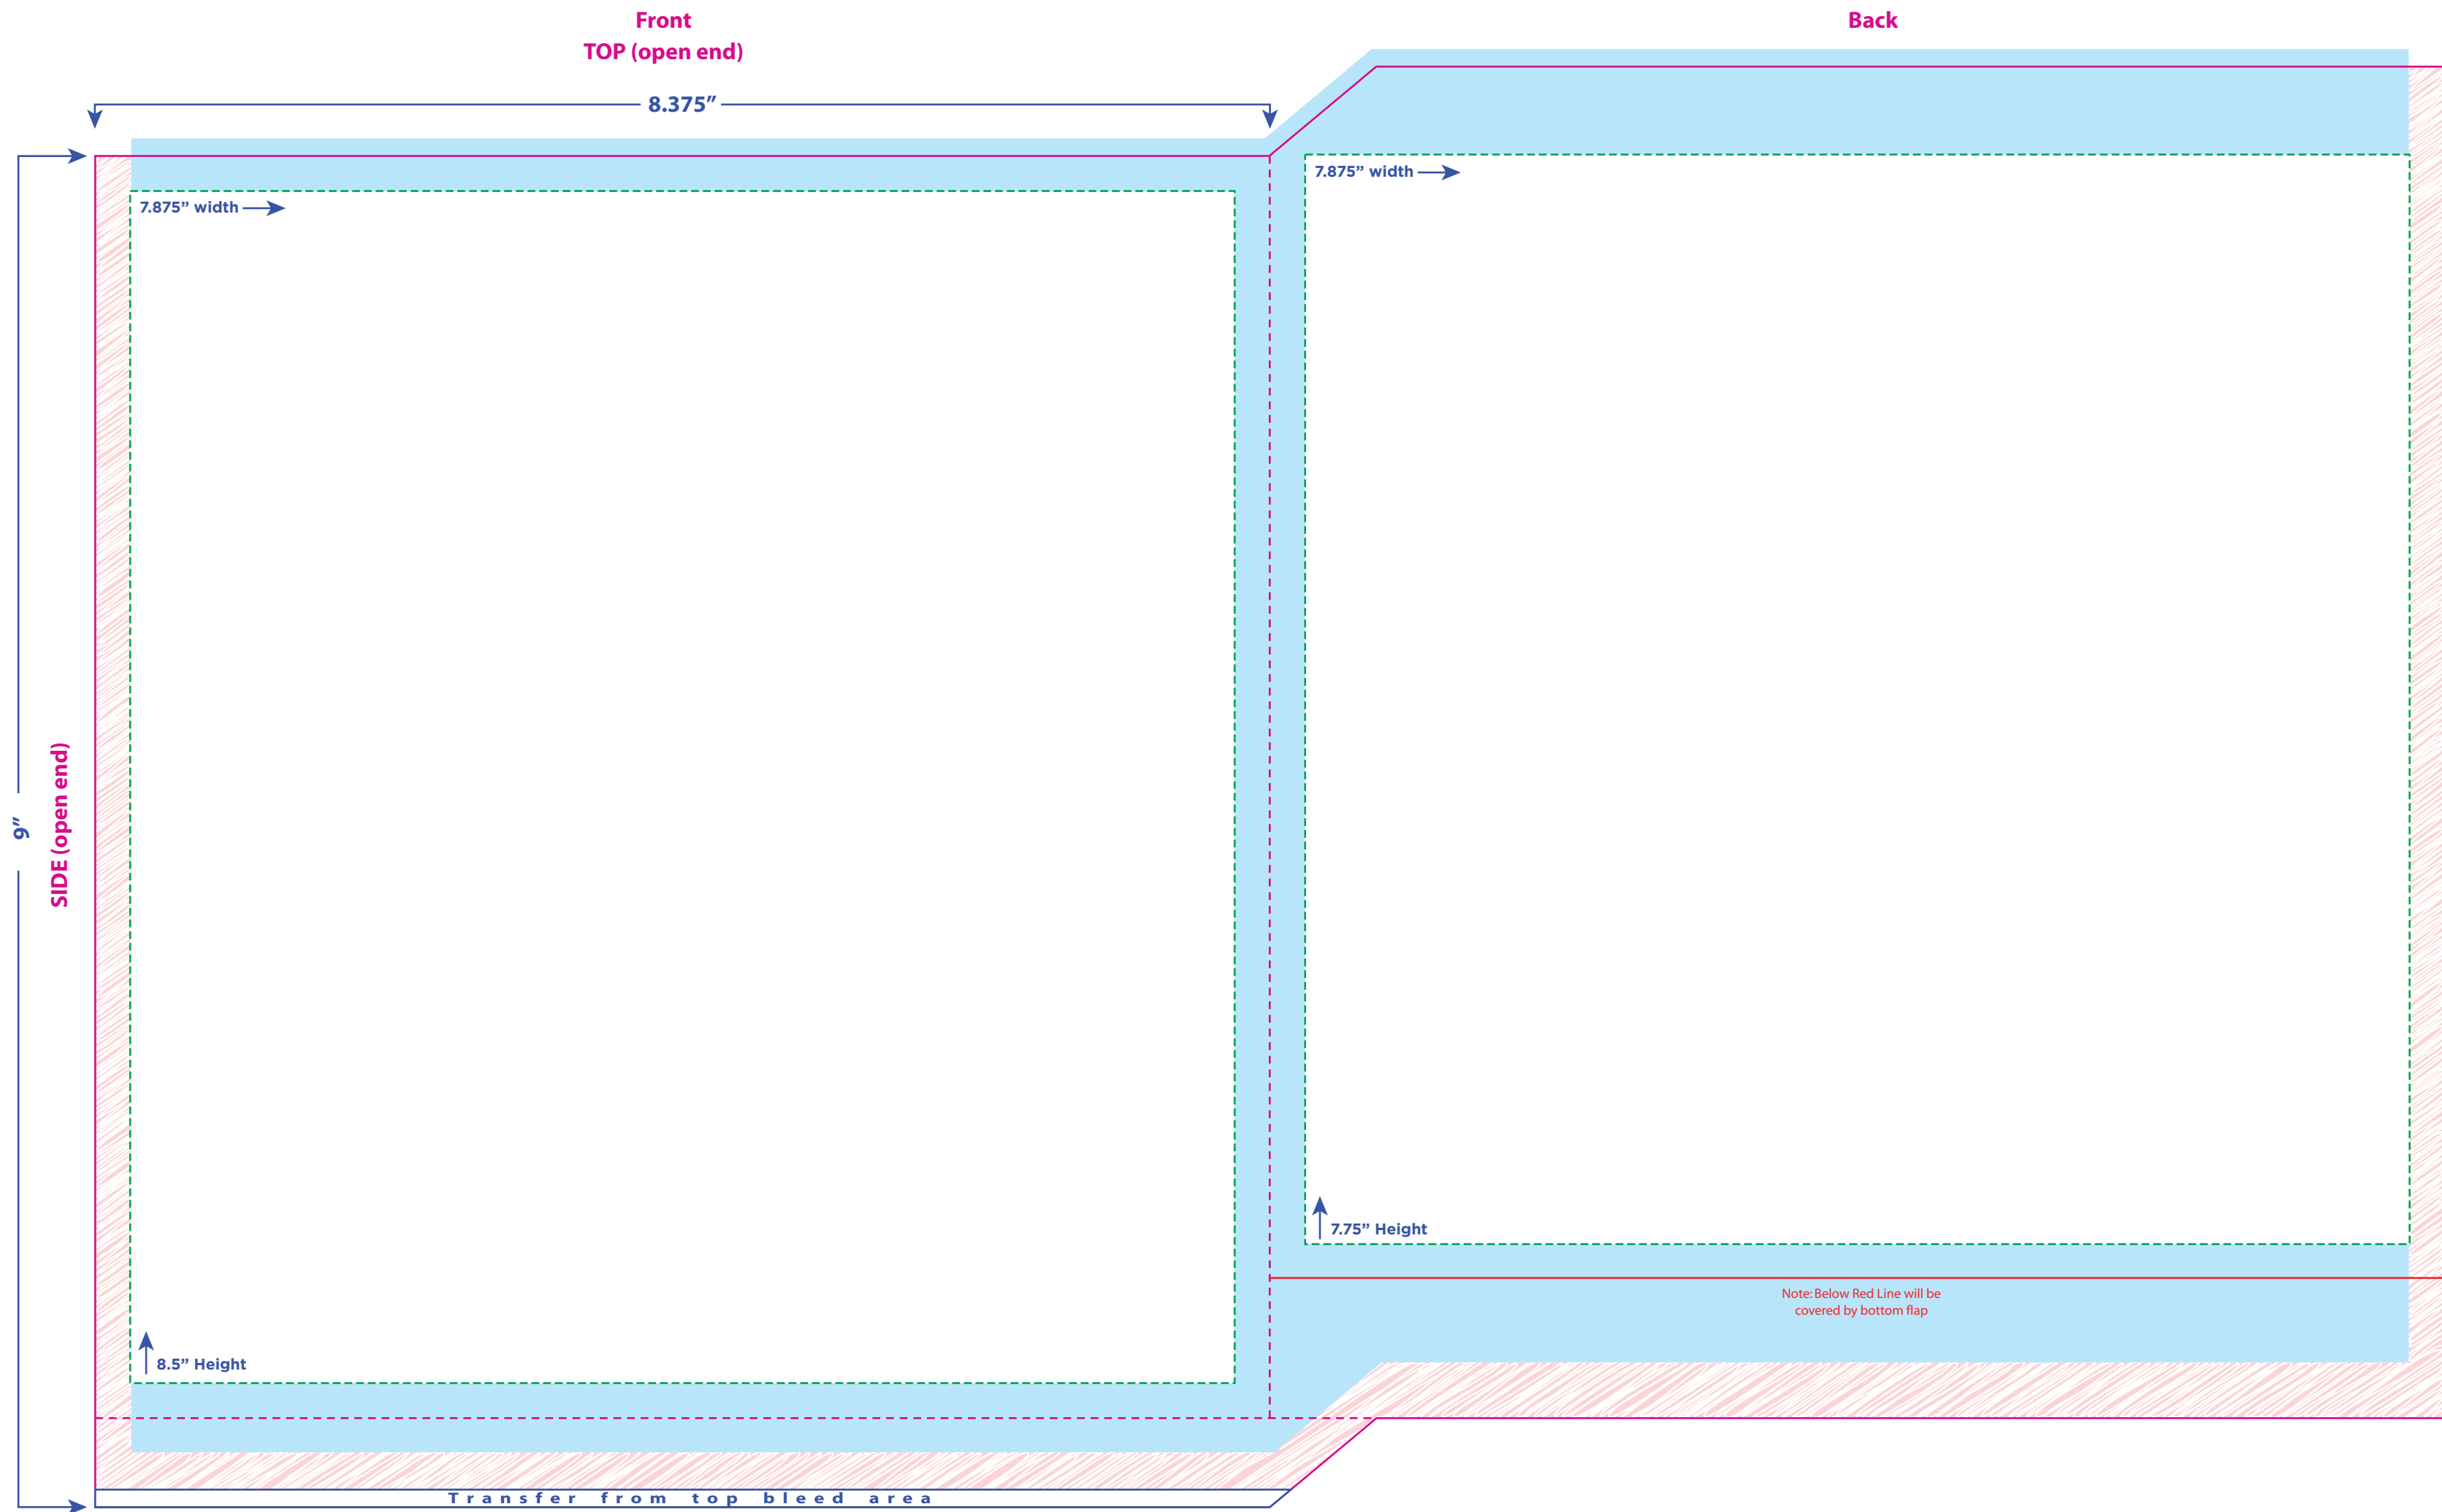 Front
TOP (open end)
Back
8.375”
7.875” width
7.875” width
9”
SIDE (open end)
7.75” Height
Note: Below Red Line will be
covered by bottom flap
8.5” Height
Transfer from top bleed area